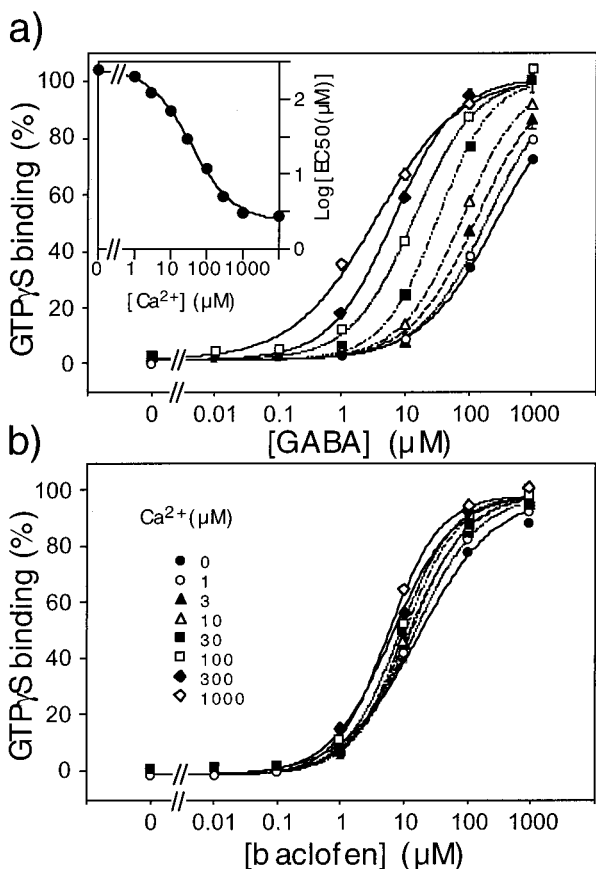 a)
GTPγS binding (%)
100
80
60
40
20
0
2
1
0
Log[EC50(µM)]
0 1 10 100 1000
[Ca²⁺] (µM)
0 0.01 0.1 1 10 100 1000
[GABA] (µM)
b)
GTPγS binding (%)
100
80
60
40
20
0
Ca²⁺(µM)
0
1
3
10
30
100
300
1000
0 0.01 0.1 1 10 100 1000
[baclofen] (µM)